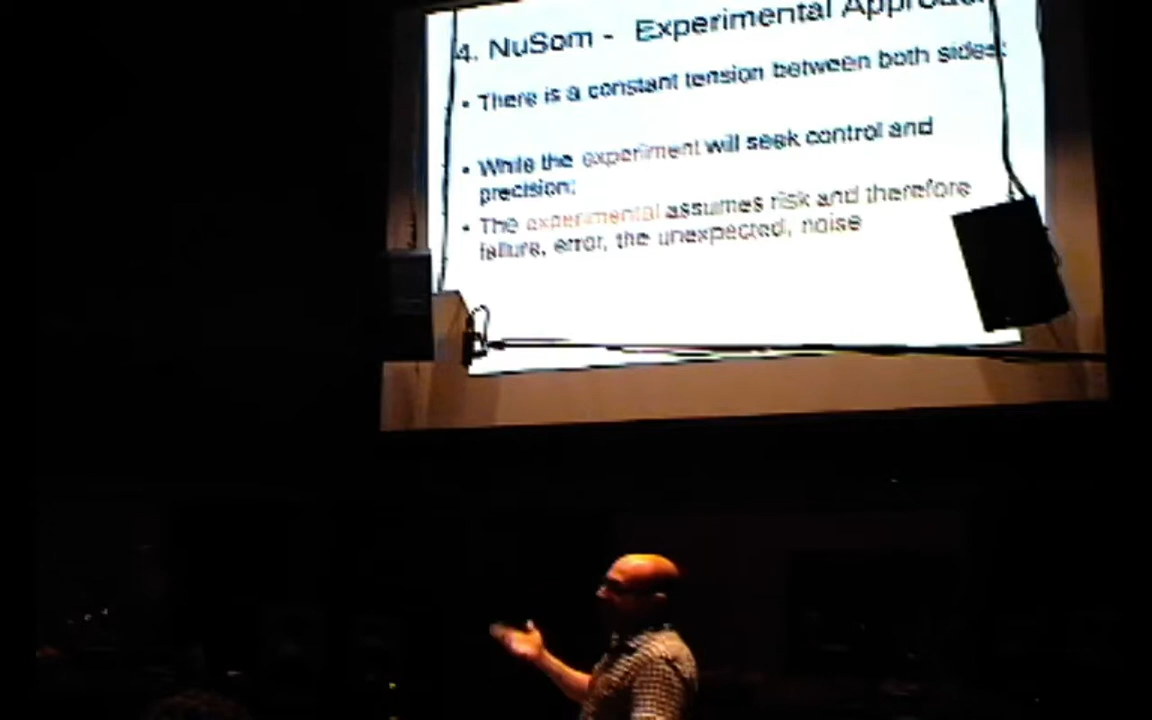 4. NuSom - Experimental Approach
• There is a constant tension between both sides:
• While the experiment will seek control and
precision;
• The experimental assumes risk and therefore
failure, error, the unexpected, noise